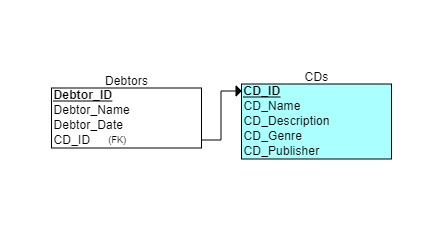 Debtors
Debtor_ID
Debtor_Name
Debtor_Date
CD_ID (FK)
CDs
CD_ID
CD_Name
CD_Description
CD_Genre
CD_Publisher